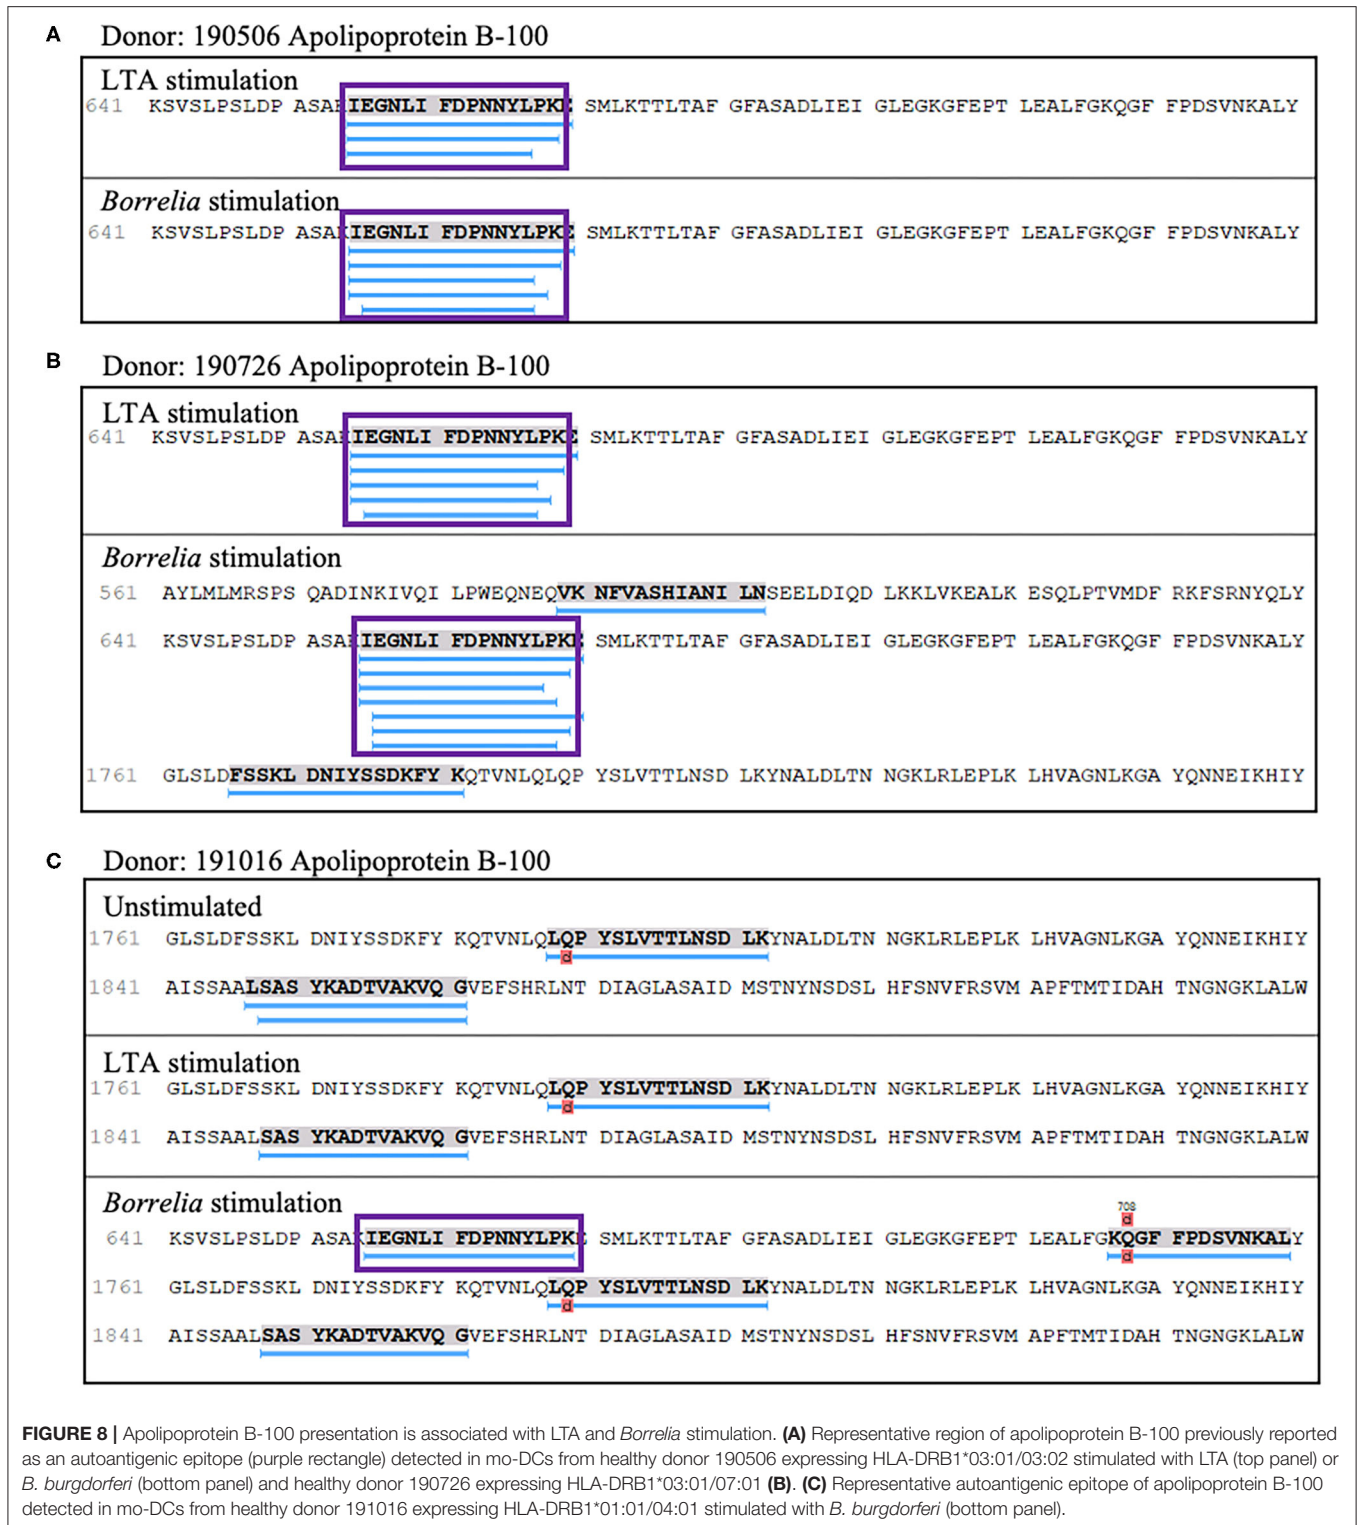 A Donor: 190506 Apolipoprotein B-100
LTA stimulation
641 KSVSLPSLDP ASAKIEGNLI FDPNNYLPKE SMLKTTLTAF GFASADLIEI GLEGKGFEPT LEALFGKQGF FPDSVNKALY
Borrelia stimulation
641 KSVSLPSLDP ASAKIEGNLI FDPNNYLPKE SMLKTTLTAF GFASADLIEI GLEGKGFEPT LEALFGKQGF FPDSVNKALY
B Donor: 190726 Apolipoprotein B-100
LTA stimulation
641 KSVSLPSLDP ASAKIEGNLI FDPNNYLPKE SMLKTTLTAF GFASADLIEI GLEGKGFEPT LEALFGKQGF FPDSVNKALY
Borrelia stimulation
561 AYLMLMRSPS QADINKIVQI LPWEQNEQVK NFVASHIANI LNSEELDIQD LKKLVKEALK ESQLPTVMDF RKFSRNYQLY
641 KSVSLPSLDP ASAKIEGNLI FDPNNYLPKE SMLKTTLTAF GFASADLIEI GLEGKGFEPT LEALFGKQGF FPDSVNKALY
1761 GLSLDFSSKL DNIYSSDKFY KQTVNLQLQP YSLVTTLNSD LKYNALDLTN NGKLRLEPLK LHVAGNLKGA YQNNEIKHIY
C Donor: 191016 Apolipoprotein B-100
Unstimulated
1761 GLSLDFSSKL DNIYSSDKFY KQTVNLQLQP YSLVTTLNSD LKYNALDLTN NGKLRLEPLK LHVAGNLKGA YQNNEIKHIY
d
1841 AISSAALSAS YKADTVAKVQ GVEFSHRLNT DIAGLASAID MSTNYNSDSL HFSNVFRSVM APFTMTIDAH TNGNGKLALW
LTA stimulation
1761 GLSLDFSSKL DNIYSSDKFY KQTVNLQLQP YSLVTTLNSD LKYNALDLTN NGKLRLEPLK LHVAGNLKGA YQNNEIKHIY
d
1841 AISSAALSAS YKADTVAKVQ GVEFSHRLNT DIAGLASAID MSTNYNSDSL HFSNVFRSVM APFTMTIDAH TNGNGKLALW
Borrelia stimulation
708
d
641 KSVSLPSLDP ASAKIEGNLI FDPNNYLPKE SMLKTTLTAF GFASADLIEI GLEGKGFEPT LEALFGKQGF FPDSVNKALY
d
1761 GLSLDFSSKL DNIYSSDKFY KQTVNLQLQP YSLVTTLNSD LKYNALDLTN NGKLRLEPLK LHVAGNLKGA YQNNEIKHIY
d
1841 AISSAALSAS YKADTVAKVQ GVEFSHRLNT DIAGLASAID MSTNYNSDSL HFSNVFRSVM APFTMTIDAH TNGNGKLALW
FIGURE 8 | Apolipoprotein B-100 presentation is associated with LTA and Borrelia stimulation. (A) Representative region of apolipoprotein B-100 previously reported
as an autoantigenic epitope (purple rectangle) detected in mo-DCs from healthy donor 190506 expressing HLA-DRB1*03:01/03:02 stimulated with LTA (top panel) or
B. burgdorferi (bottom panel) and healthy donor 190726 expressing HLA-DRB1*03:01/07:01 (B). (C) Representative autoantigenic epitope of apolipoprotein B-100
detected in mo-DCs from healthy donor 191016 expressing HLA-DRB1*01:01/04:01 stimulated with B. burgdorferi (bottom panel).